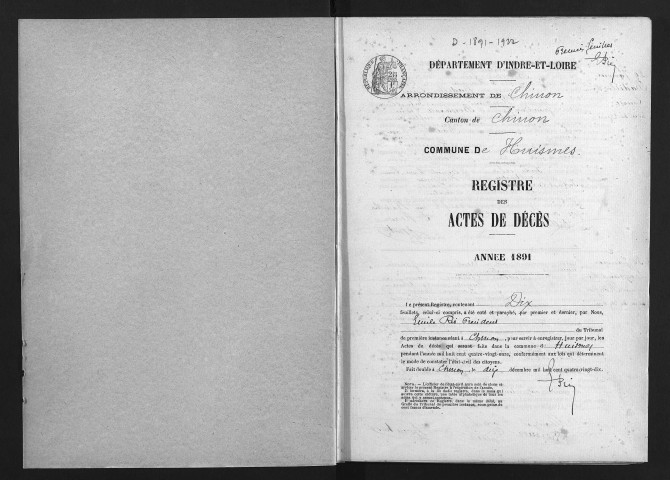 D - 1891 - 1922
DÉPARTEMENT D'INDRE-ET-LOIRE
ARRONDISSEMENT DE Chinon
Canton de Chinon
COMMUNE De Huismes.
REGISTRE
DES
ACTES DE DÉCÈS
ANNÉE 1891
Le présent Registre, contenant Dix
feuillets, celui-ci compris, a été coté et paraphé, par premier et dernier, par Nous,
Président
du Tribunal
de première instance séant à Chinon, pour servir à enregistrer, jour par jour, les
Actes de décès qui seront faits dans la commune d' Huismes
pendant l'année mil huit cent quatre-vingt-onze, conformément aux lois qui déterminent
le mode de constater l'état civil des citoyens.
Fait double à Chinon le dix décembre mil huit cent quatre-vingt-dix.